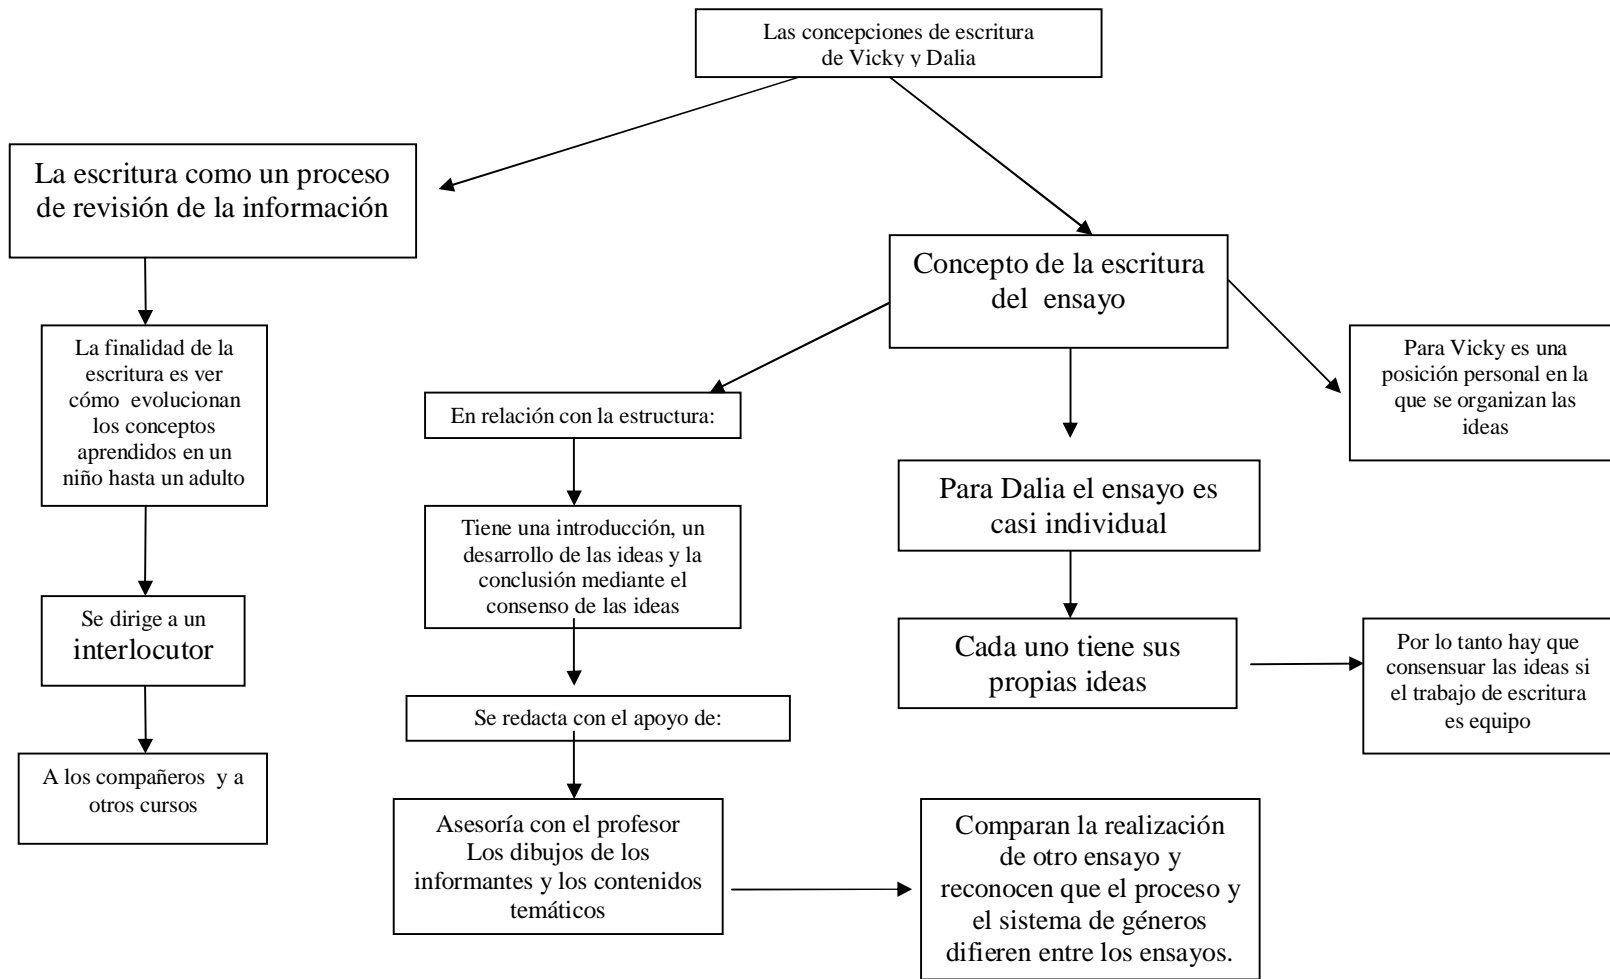 Las concepciones de escritura
de Vicky y Dalia
La escritura como un proceso
de revisión de la información
La finalidad de la
escritura es ver
cómo evolucionan
los conceptos
aprendidos en un
niño hasta un adulto
Se dirige a un
interlocutor
A los compañeros y a
otros cursos
Concepto de la escritura
del ensayo
En relación con la estructura:
Tiene una introducción, un
desarrollo de las ideas y la
conclusión mediante el
consenso de las ideas
Se redacta con el apoyo de:
Asesoría con el profesor
Los dibujos de los
informantes y los contenidos
temáticos
Comparan la realización
de otro ensayo y
reconocen que el proceso y
el sistema de géneros
difieren entre los ensayos.
Para Dalia el ensayo es
casi individual
Cada uno tiene sus
propias ideas
Por lo tanto hay que
consensuar las ideas si
el trabajo de escritura
es equipo
Para Vicky es una
posición personal en la
que se organizan las
ideas